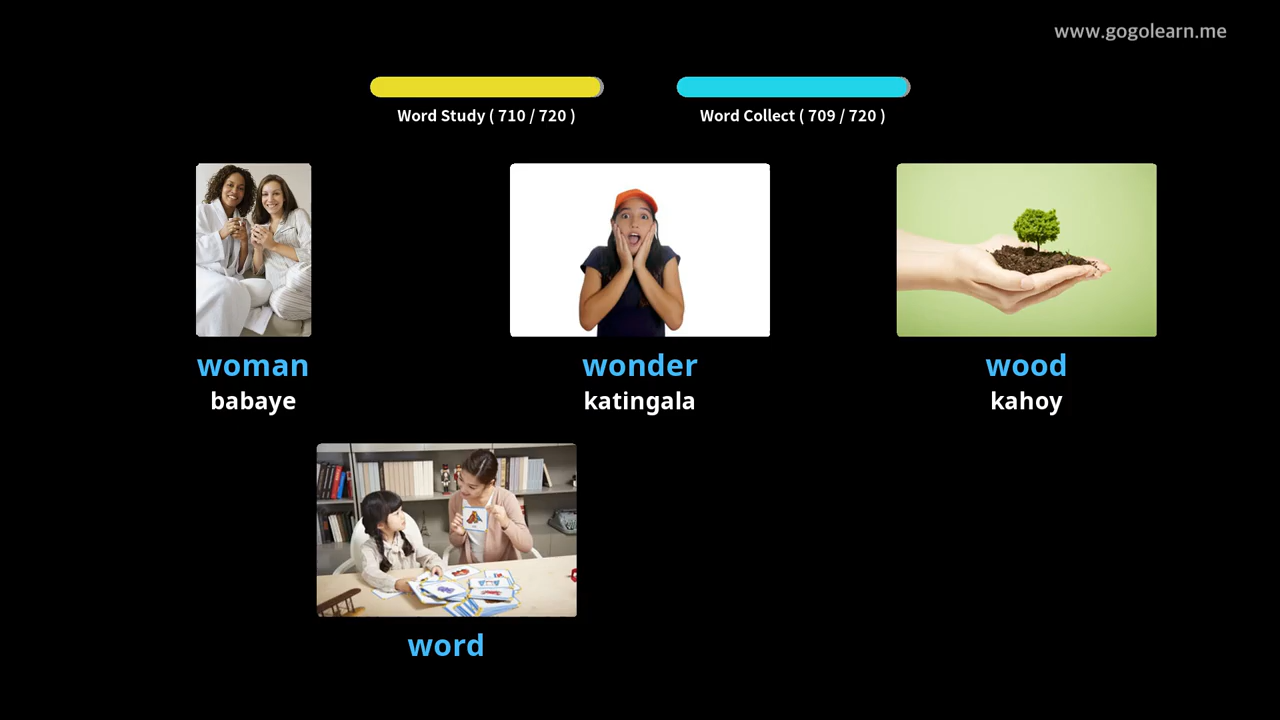 www.gogolearn.me
Word Study ( 710 / 720 )
Word Collect ( 709 / 720 )
woman
babaye
wonder
katingala
wood
kahoy
word